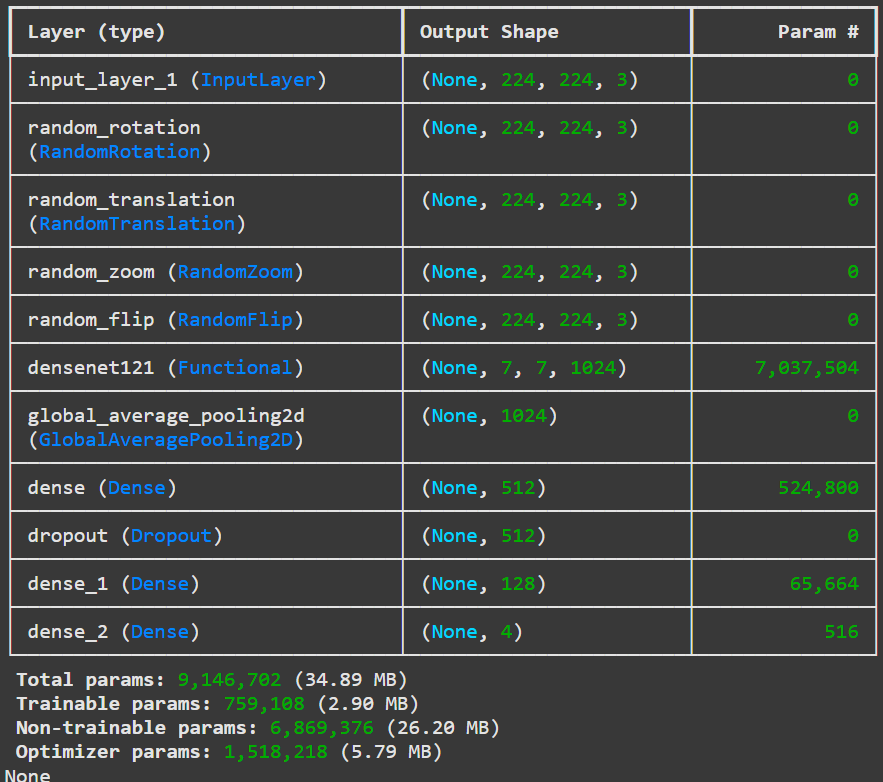 Layer (type) Output Shape Param #
input_layer_1 (InputLayer) (None, 224, 224, 3) 0
random_rotation (None, 224, 224, 3) 0
(RandomRotation)
random_translation (None, 224, 224, 3) 0
(RandomTranslation)
random_zoom (RandomZoom) (None, 224, 224, 3) 0
random_flip (RandomFlip) (None, 224, 224, 3) 0
densenet121 (Functional) (None, 7, 7, 1024) 7,037,504
global_average_pooling2d (None, 1024) 0
(GlobalAveragePooling2D)
dense (Dense) (None, 512) 524,800
dropout (Dropout) (None, 512) 0
dense_1 (Dense) (None, 128) 65,664
dense_2 (Dense) (None, 4) 516
Total params: 9,146,702 (34.89 MB)
Trainable params: 759,108 (2.90 MB)
Non-trainable params: 6,869,376 (26.20 MB)
Optimizer params: 1,518,218 (5.79 MB)
None